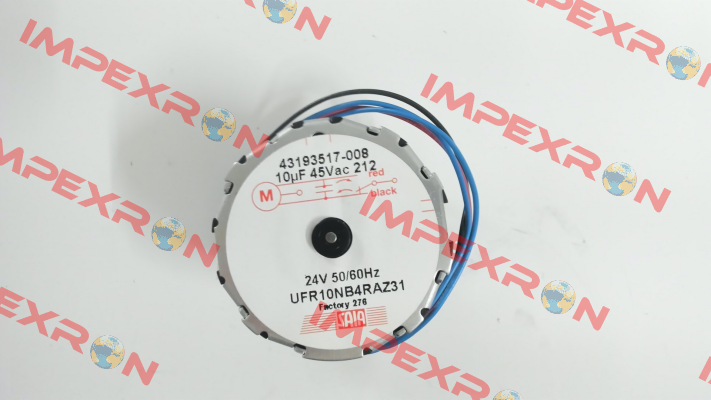 IMPEXRON
IMPEXRON
IMPEXRON
IMPEXRON
IMPEXRON
IMPEXRON
IMPEXRON
IMPEXRON
43193517-008
10µF 45Vac 212
red
black
M
24V 50/60Hz
UFR10NB4RAZ31
Factory 276
SAIA